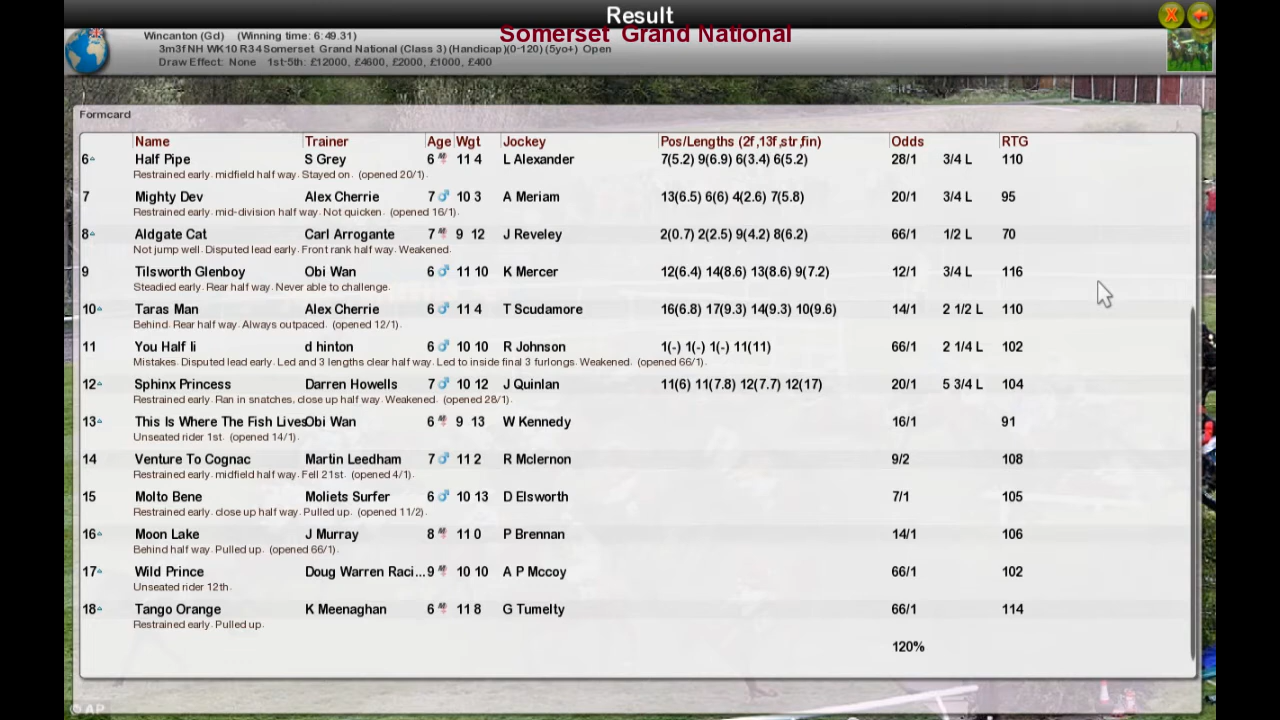 Result
Somerset Grand National
Wincanton (Gd) (Winning time: 6:49.31)
3m3f NH WK10 R34 Somerset Grand National (Class 3) (Handicap)(0-120) (5yo+) Open
Draw Effect: None 1st-5th: £12000, £4600, £2000, £1000, £400
Formcard
Name Trainer Age Wgt Jockey Pos/Lengths (2f,13f,str,fin) Odds RTG
6 Half Pipe S Grey 6 11 4 L Alexander 7(5.2) 9(6.9) 6(3.4) 6(5.2) 28/1 3/4 L 110
Restrained early. midfield half way. Stayed on. (opened 20/1).
7 Mighty Dev Alex Cherrie 7 10 3 A Meriam 13(6.5) 6(6) 4(2.6) 7(5.8) 20/1 3/4 L 95
Restrained early. mid-division half way. Not quicken. (opened 16/1).
8 Aldgate Cat Carl Arrogante 7 9 12 J Reveley 2(0.7) 2(2.5) 9(4.2) 8(6.2) 66/1 1/2 L 70
Not jump well. Disputed lead early. Front rank half way. Weakened.
9 Tilsworth Glenboy Obi Wan 6 11 10 K Mercer 12(6.4) 14(8.6) 13(8.6) 9(7.2) 12/1 3/4 L 116
Steadied early. Rear half way. Never able to challenge.
10 Taras Man Alex Cherrie 6 11 4 T Scudamore 16(6.8) 17(9.3) 14(9.3) 10(9.6) 14/1 2 1/2 L 110
Behind. Rear half way. Always outpaced. (opened 12/1).
11 You Half Ii d hinton 6 10 10 R Johnson 1(-) 1(-) 1(-) 11(11) 66/1 2 1/4 L 102
Mistakes. Disputed lead early. Led and 3 lengths clear half way. Led to inside final 3 furlongs. Weakened. (opened 66/1).
12 Sphinx Princess Darren Howells 7 10 12 J Quinlan 11(6) 11(7.8) 12(7.7) 12(17) 20/1 5 3/4 L 104
Restrained early. Ran in snatches, close up half way. Weakened. (opened 28/1).
13 This Is Where The Fish Lives Obi Wan 6 9 13 W Kennedy 16/1 91
Unseated rider 1st. (opened 14/1).
14 Venture To Cognac Martin Leedham 7 11 2 R Mclernon 9/2 108
Restrained early. midfield half way. Fell 21st. (opened 4/1).
15 Molto Bene Moliets Surfer 6 10 13 D Elsworth 7/1 105
Restrained early. close up half way. Pulled up. (opened 11/2).
16 Moon Lake J Murray 8 11 0 P Brennan 14/1 106
Behind half way. Pulled up. (opened 66/1).
17 Wild Prince Doug Warren Raci... 9 10 10 A P Mccoy 66/1 102
Unseated rider 12th.
18 Tango Orange K Meenaghan 6 11 8 G Tumelty 66/1 114
Restrained early. Pulled up.
120%
© AP